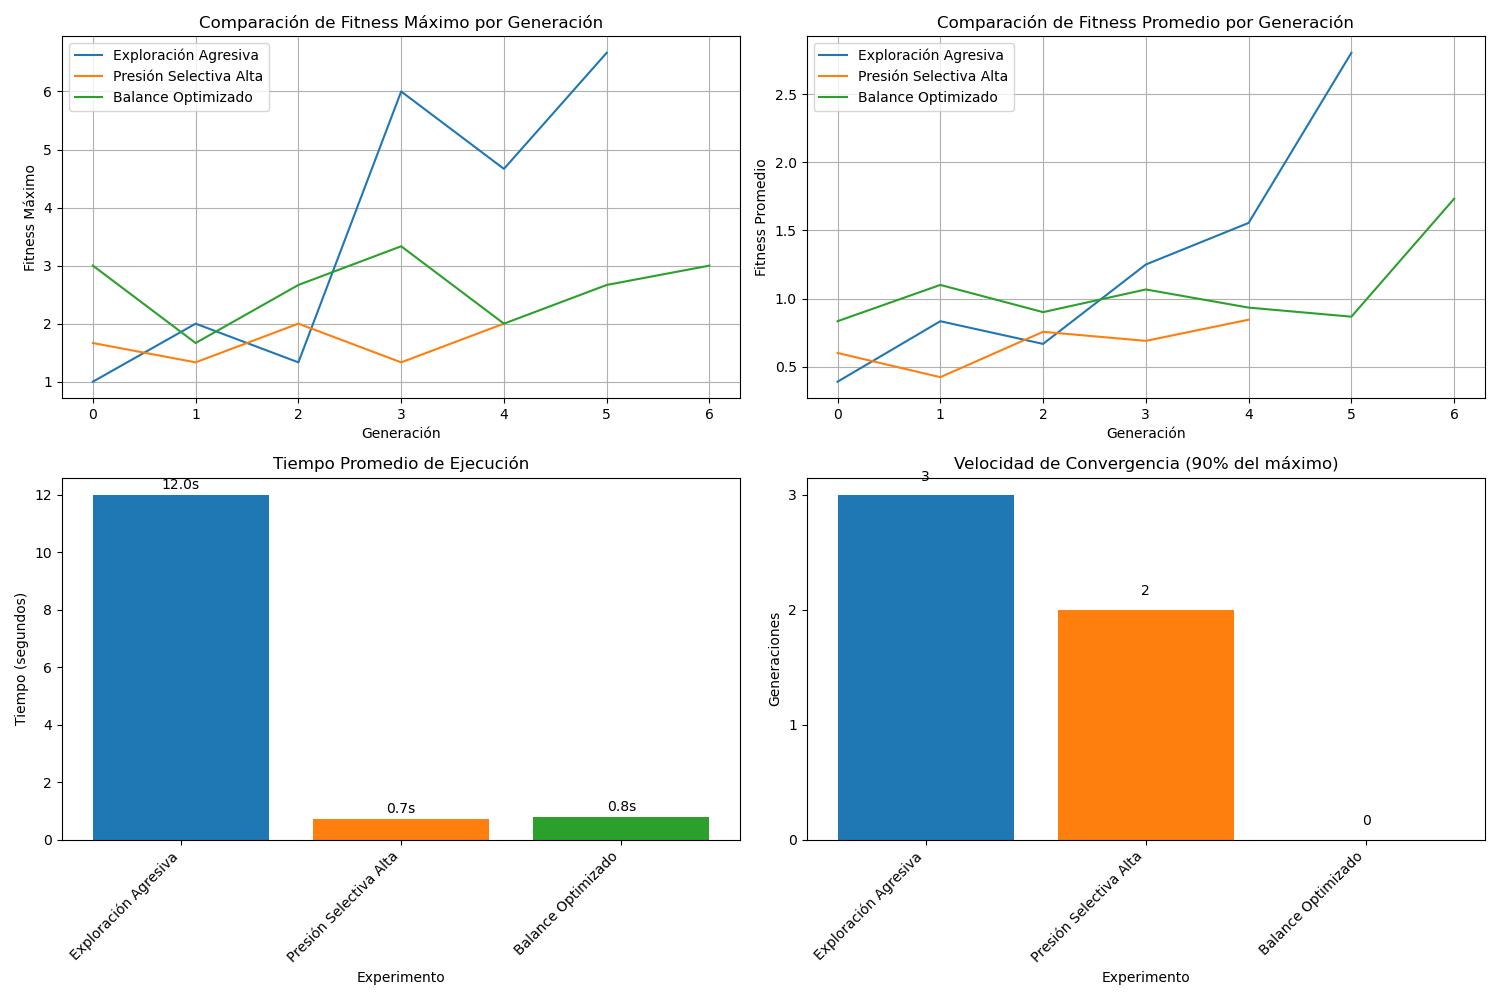 Comparación de Fitness Máximo por Generación
Exploración Agresiva
Presión Selectiva Alta
Balance Optimizado
Fitness Máximo
6
5
4
3
2
1
0 1 2 3 4 5 6
Generación
Comparación de Fitness Promedio por Generación
Exploración Agresiva
Presión Selectiva Alta
Balance Optimizado
Fitness Promedio
2.5
2.0
1.5
1.0
0.5
0 1 2 3 4 5 6
Generación
Tiempo Promedio de Ejecución
Tiempo (segundos)
12
10
8
6
4
2
0
12.0s
0.7s
0.8s
Exploración Agresiva
Presión Selectiva Alta
Balance Optimizado
Experimento
Velocidad de Convergencia (90% del máximo)
Generaciones
3
2
1
0
3
2
0
Exploración Agresiva
Presión Selectiva Alta
Balance Optimizado
Experimento